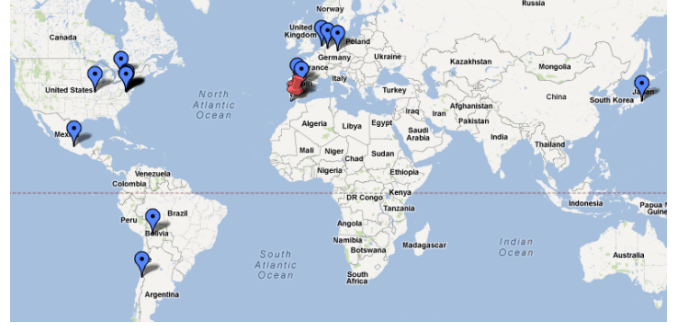 Norway
Russia
Canada
United
Kingdom
Poland
Germany
Ukraine
France
Kazakhstan
Mongolia
United States
Italy
North
Atlantic
Ocean
Turkey
China
South Korea
Japan
Afghanistan
Iraq
Iran
Pakistan
Algeria
Libya
Egypt
Saudi
Arabia
India
Mexico
Mali
Niger
Chad
Sudan
Thailand
Venezuela
Nigeria
Ethiopia
Colombia
DR Congo
Kenya
Indonesia
Papua
Guinea
Tanzania
Peru
Brazil
Bolivia
Angola
Namibia
Botswana
Madagascar
South
Atlantic
Ocean
Indian
Ocean
Australia
South
Africa
Argentina